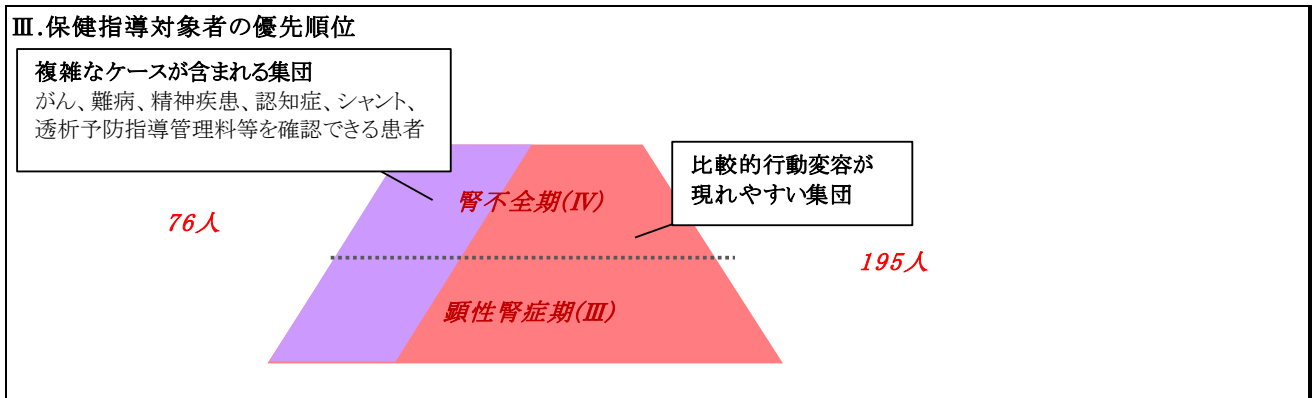 Ⅲ.保健指導対象者の優先順位
複雑なケースが含まれる集団
がん、難病、精神疾患、認知症、シャント、
透析予防指導管理料等を確認できる患者
比較的行動変容が
現れやすい集団
腎不全期(Ⅳ)
76人
195人
顕性腎症期(Ⅲ)